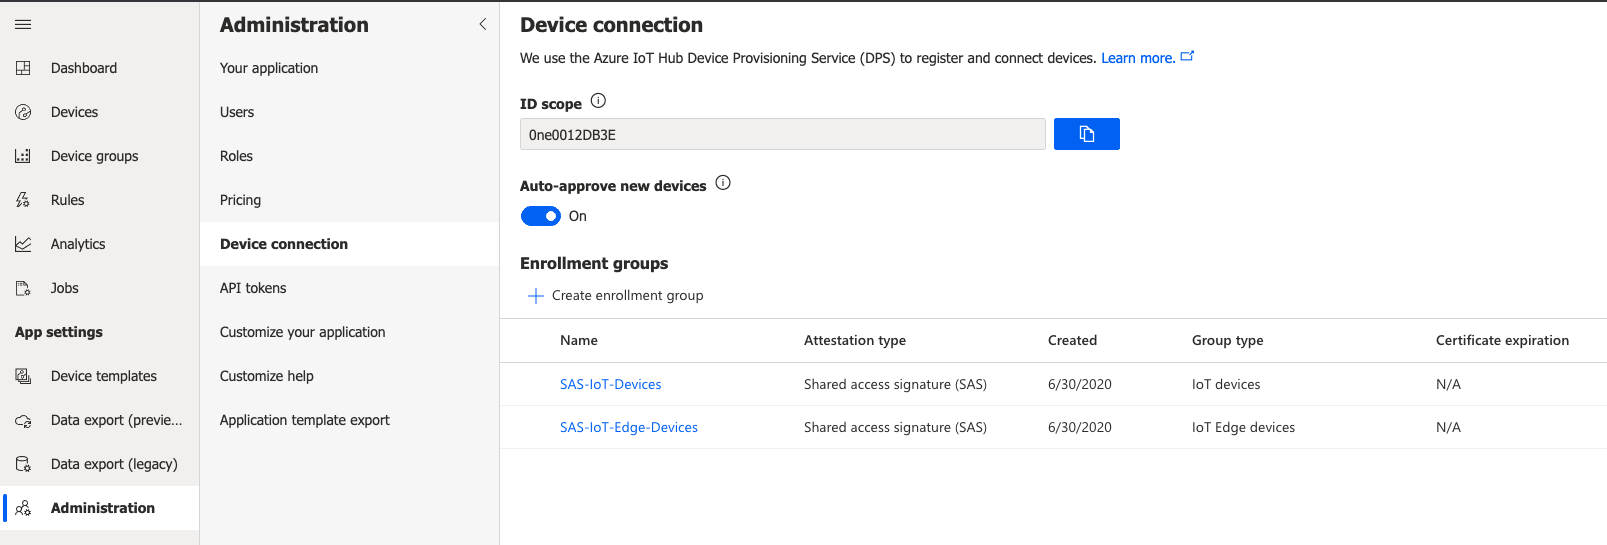 Dashboard
Devices
Device groups
Rules
Analytics
Jobs
App settings
Device templates
Data export (previe...
Data export (legacy)
Administration
Administration
Your application
Users
Roles
Pricing
Device connection
API tokens
Customize your application
Customize help
Application template export
Device connection
We use the Azure IoT Hub Device Provisioning Service (DPS) to register and connect devices. Learn more.
ID scope
0ne0012DB3E
Auto-approve new devices
On
Enrollment groups
Create enrollment group
Name Attestation type Created Group type Certificate expiration
SAS-IoT-Devices Shared access signature (SAS) 6/30/2020 IoT devices N/A
SAS-IoT-Edge-Devices Shared access signature (SAS) 6/30/2020 IoT Edge devices N/A